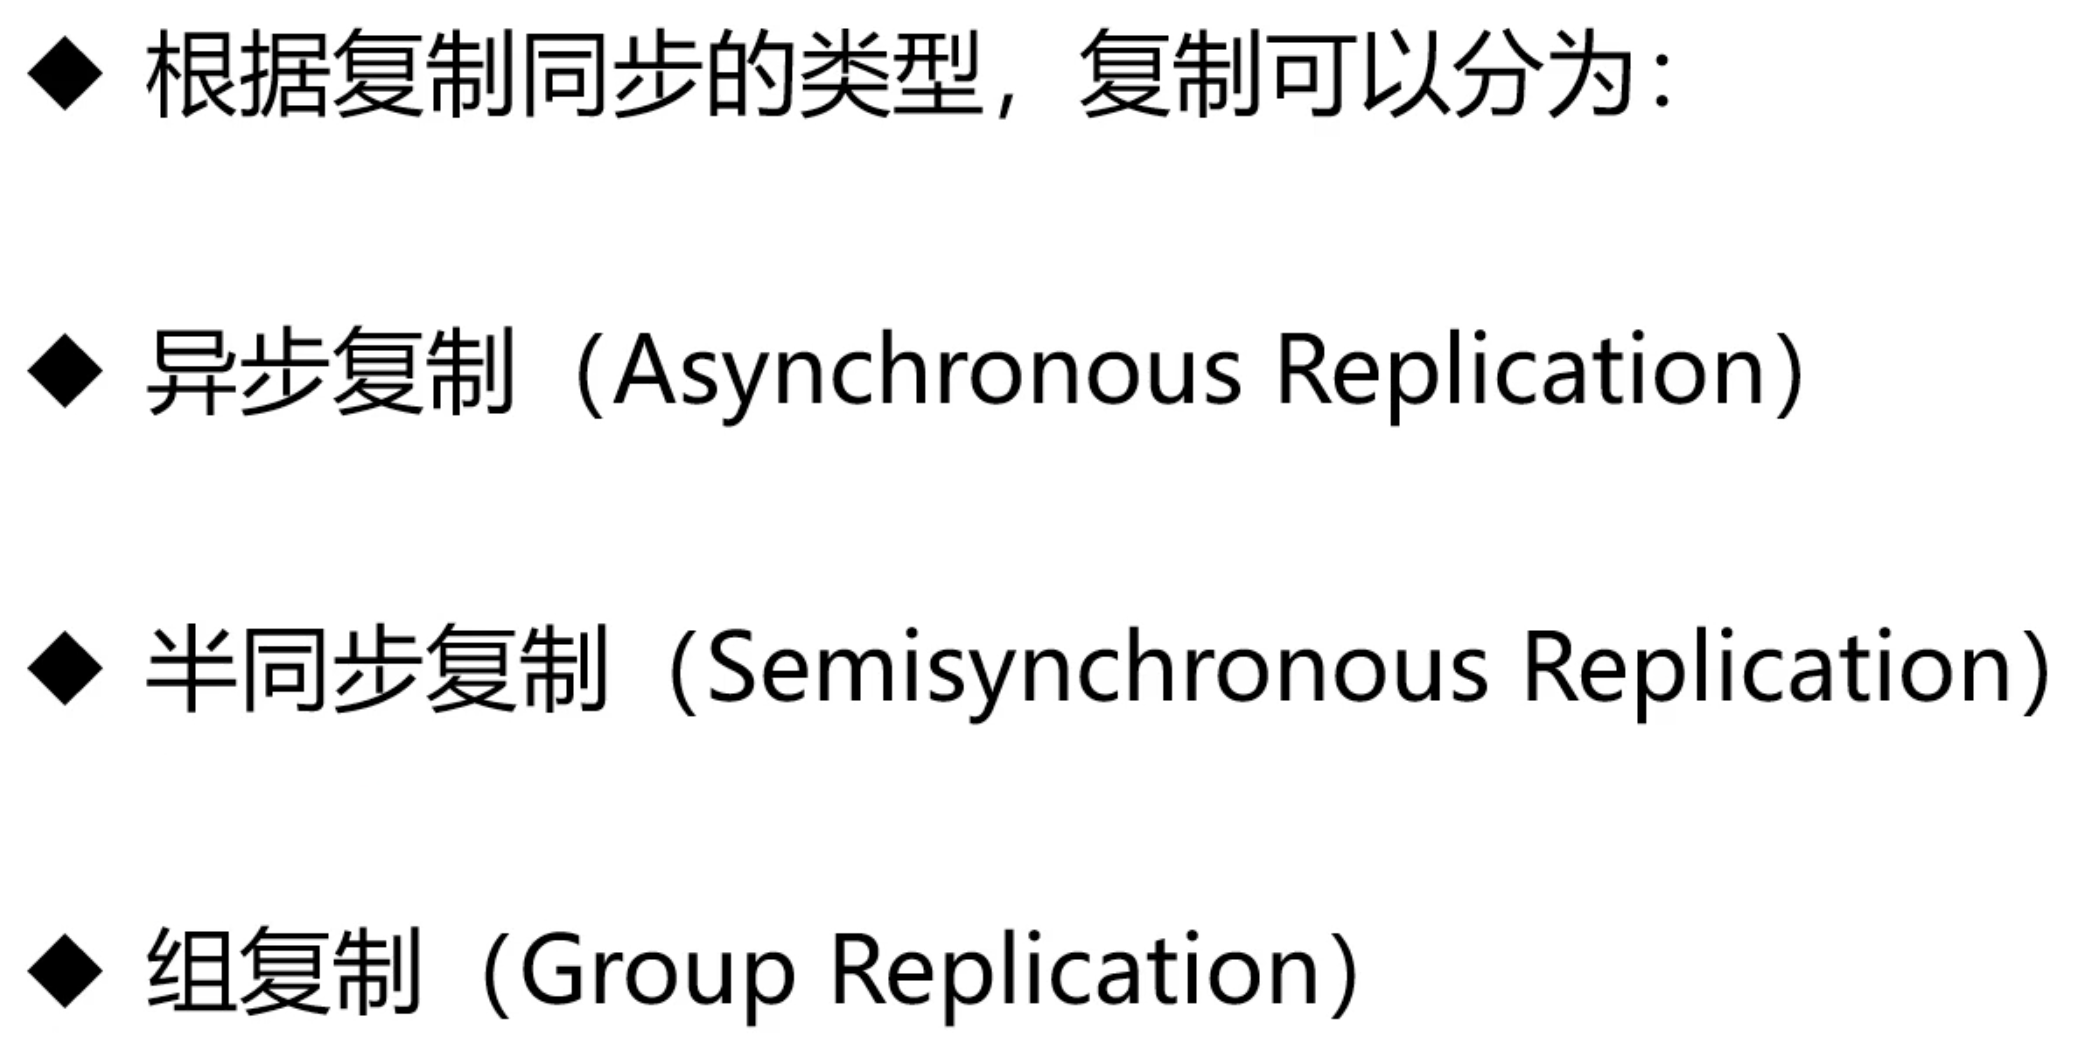 ◆ 根据复制同步的类型，复制可以分为：
◆ 异步复制（Asynchronous Replication）
◆ 半同步复制（Semisynchronous Replication）
◆ 组复制（Group Replication）